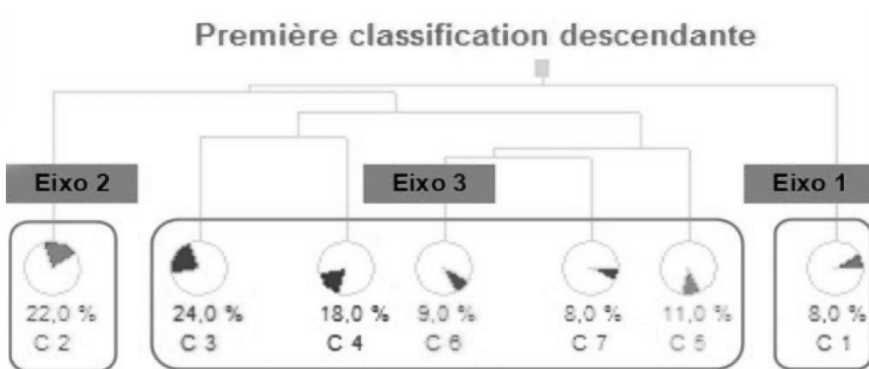 Première classification descendante
Eixo 2 Eixo 3 Eixo 1
22,0 % 24,0 % 18,0 % 9,0 % 8,0 % 11,0 % 8,0 %
C 2 C 3 C 4 C 6 C 7 C 5 C 1